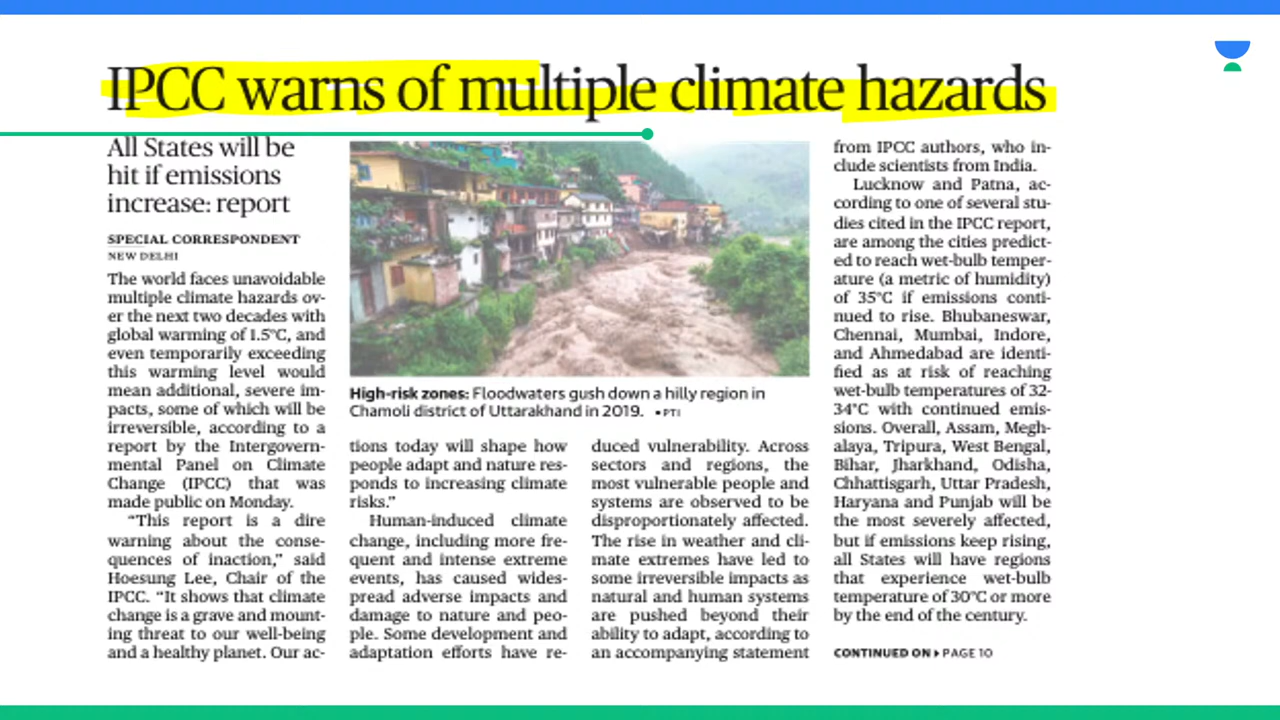 IPCC warns of multiple climate hazards
All States will be
hit if emissions
increase: report
SPECIAL CORRESPONDENT
NEW DELHI
The world faces unavoidable
multiple climate hazards ov-
er the next two decades with
global warming of 1.5°C, and
even temporarily exceeding
this warming level would
mean additional, severe im-
pacts, some of which will be
irreversible, according to a
report by the Intergovern-
mental Panel on Climate
Change (IPCC) that was
made public on Monday.
“This report is a dire
warning about the conse-
quences of inaction,” said
Hoesung Lee, Chair of the
IPCC. “It shows that climate
change is a grave and mount-
ing threat to our well-being
and a healthy planet. Our ac-
High-risk zones: Floodwaters gush down a hilly region in
Chamoli district of Uttarakhand in 2019. •PTI
tions today will shape how
people adapt and nature res-
ponds to increasing climate
risks.”
Human-induced climate
change, including more fre-
quent and intense extreme
events, has caused wides-
pread adverse impacts and
damage to nature and peo-
ple. Some development and
adaptation efforts have re-
duced vulnerability. Across
sectors and regions, the
most vulnerable people and
systems are observed to be
disproportionately affected.
The rise in weather and cli-
mate extremes have led to
some irreversible impacts as
natural and human systems
are pushed beyond their
ability to adapt, according to
an accompanying statement
from IPCC authors, who in-
clude scientists from India.
Lucknow and Patna, ac-
cording to one of several stu-
dies cited in the IPCC report,
are among the cities predict-
ed to reach wet-bulb temper-
ature (a metric of humidity)
of 35°C if emissions conti-
nued to rise. Bhubaneswar,
Chennai, Mumbai, Indore,
and Ahmedabad are identi-
fied as at risk of reaching
wet-bulb temperatures of 32-
34°C with continued emis-
sions. Overall, Assam, Megh-
alaya, Tripura, West Bengal,
Bihar, Jharkhand, Odisha,
Chhattisgarh, Uttar Pradesh,
Haryana and Punjab will be
the most severely affected,
but if emissions keep rising,
all States will have regions
that experience wet-bulb
temperature of 30°C or more
by the end of the century.
CONTINUED ON ▸ PAGE 10